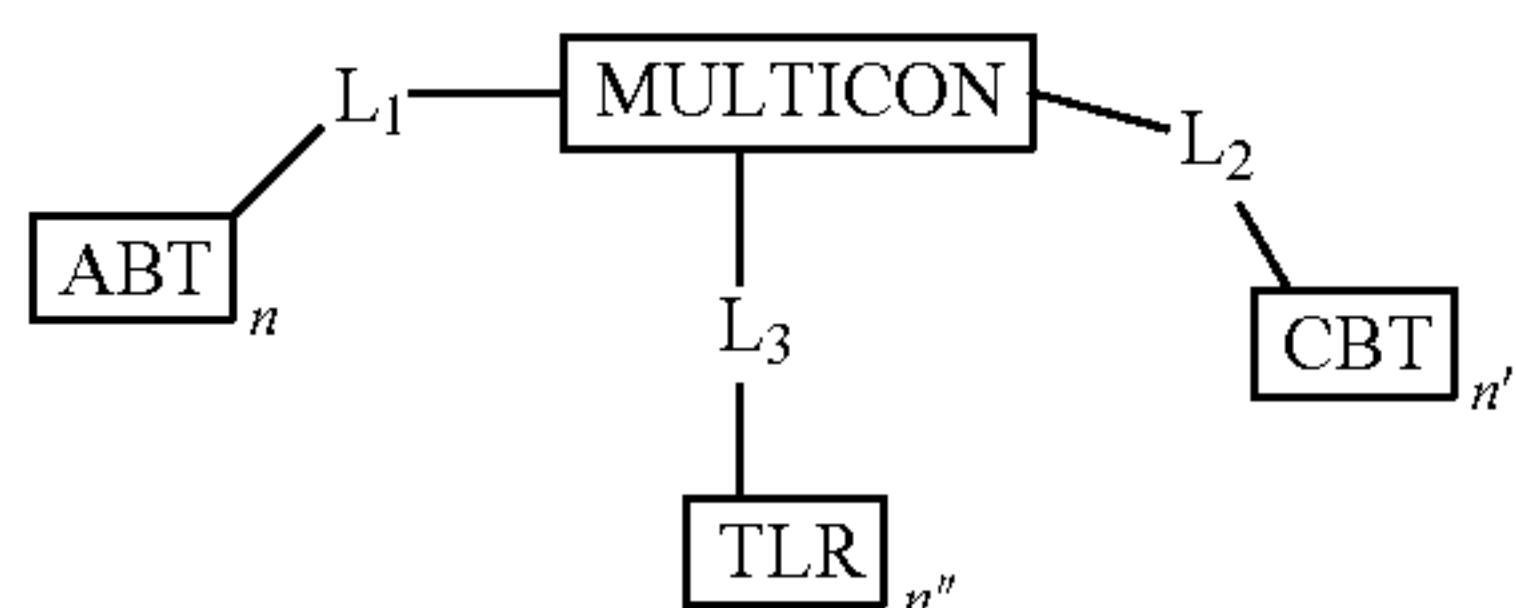 L₁
MULTICON
L₂
ABT n
L₃
CBT n′
TLR n″